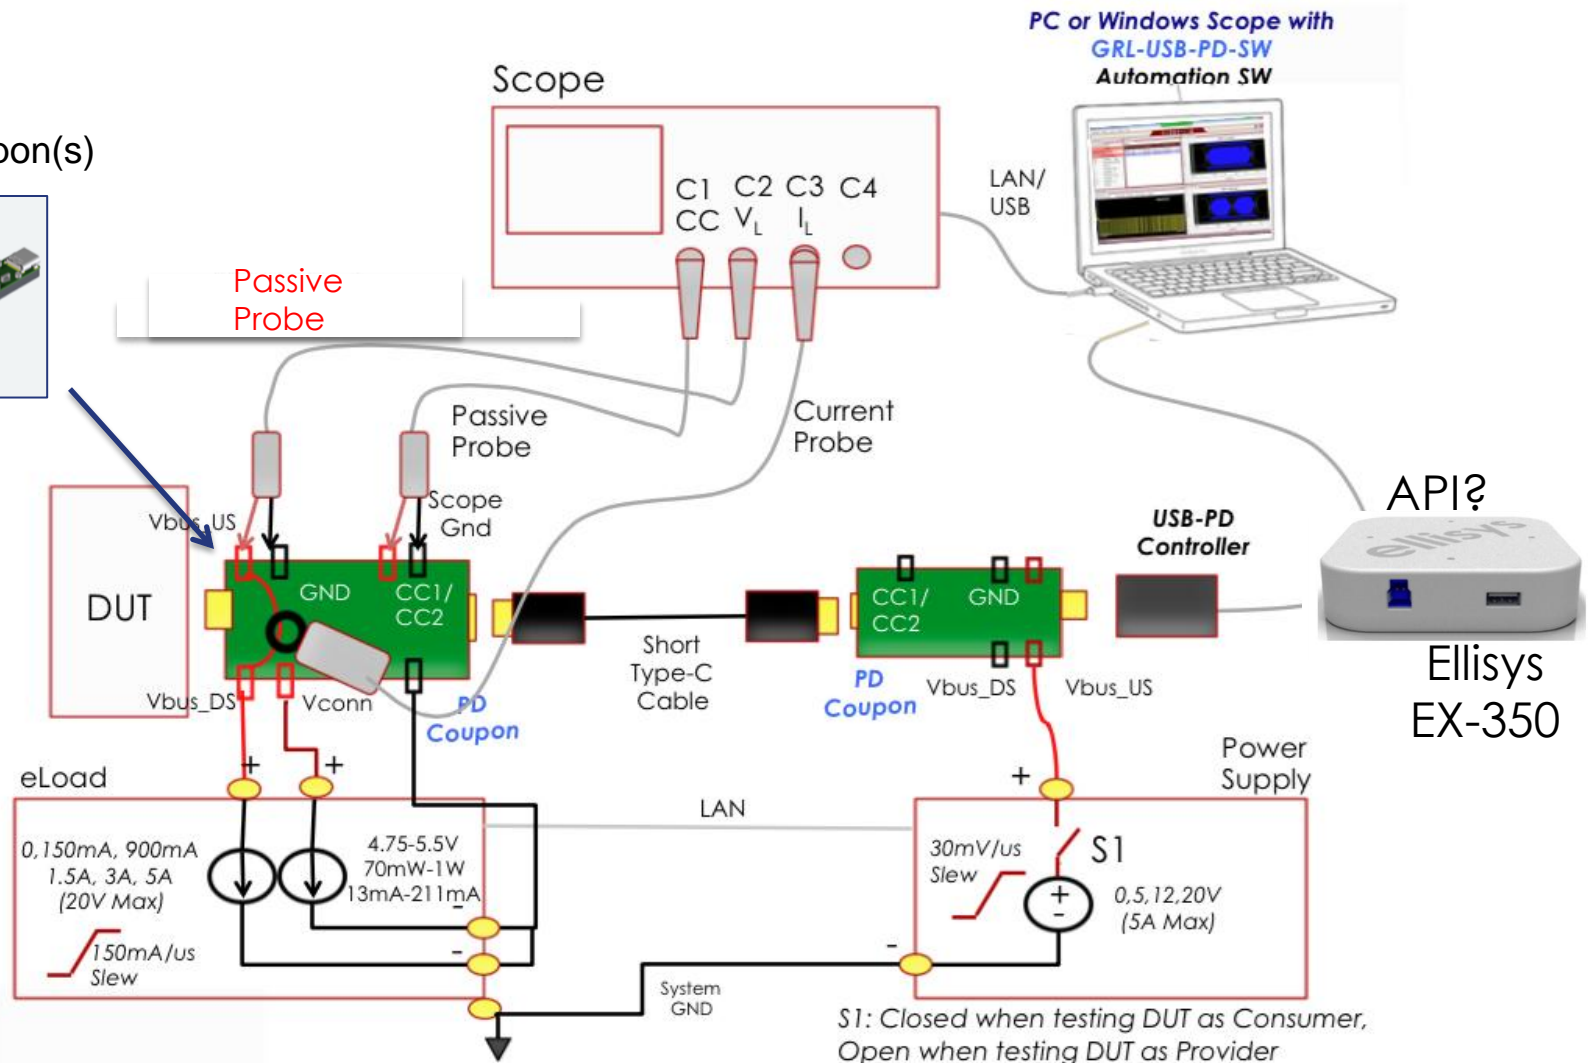 PC or Windows Scope with
GRL-USB-PD-SW
Automation SW
Scope
oon(s)
C1 C2 C3 C4
CC VL IL
LAN/
USB
Passive
Probe
Passive
Probe
Current
Probe
Scope
Gnd
Vbus_US
API?
ellisys
USB-PD
Controller
DUT
GND
CC1/
CC2
CC1/
CC2
GND
Short
Type-C
Cable
Ellisys
EX-350
Vbus_DS
Vconn
PD
Coupon
PD
Coupon
Vbus_DS
Vbus_US
eLoad
+
+
LAN
Power
Supply
+
0,150mA, 900mA
1.5A, 3A, 5A
(20V Max)
4.75-5.5V
70mW-1W
13mA-211mA
150mA/us
Slew
-
-
30mV/us
Slew
S1
+
-
0,5,12,20V
(5A Max)
-
System
GND
S1: Closed when testing DUT as Consumer,
Open when testing DUT as Provider